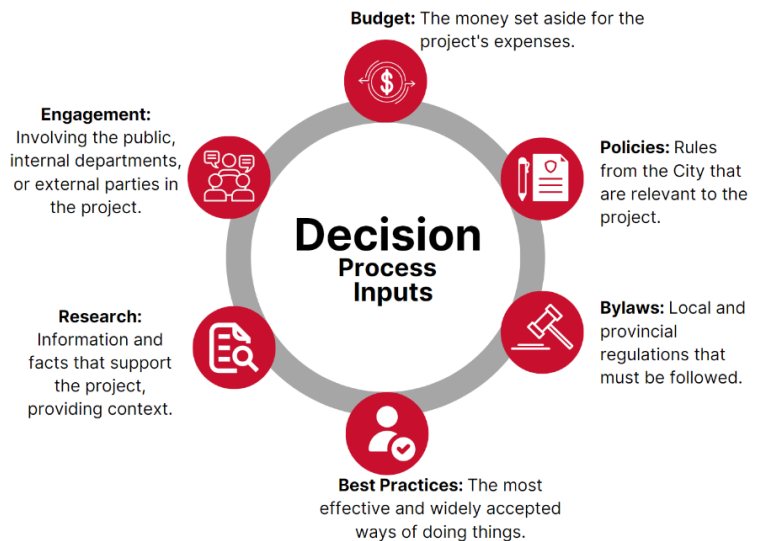 Budget: The money set aside for the
project's expenses.
Engagement:
Involving the public,
internal departments,
or external parties in
the project.
Policies: Rules
from the City that
are relevant to the
project.
Decision
Process
Inputs
Research:
Information and
facts that support
the project,
providing context.
Bylaws: Local and
provincial
regulations that
must be followed.
Best Practices: The most
effective and widely accepted
ways of doing things.